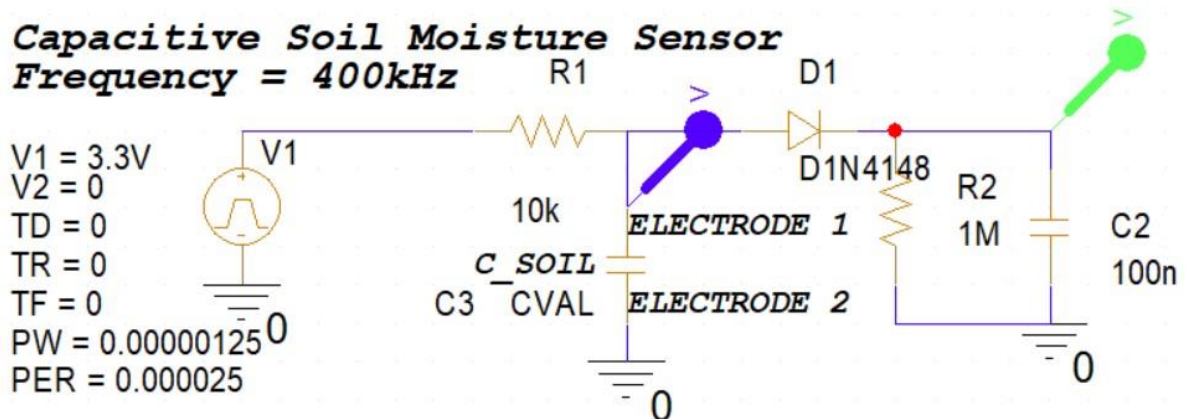 Capacitive Soil Moisture Sensor
Frequency = 400kHz
R1
D1
V
V
V1 = 3.3V
V2 = 0
TD = 0
TR = 0
TF = 0
PW = 0.00000125
PER = 0.000025
V1
0
10k
ELECTRODE 1
C_SOIL
C3 CVAL
ELECTRODE 2
0
D1N4148
R2
1M
C2
100n
0